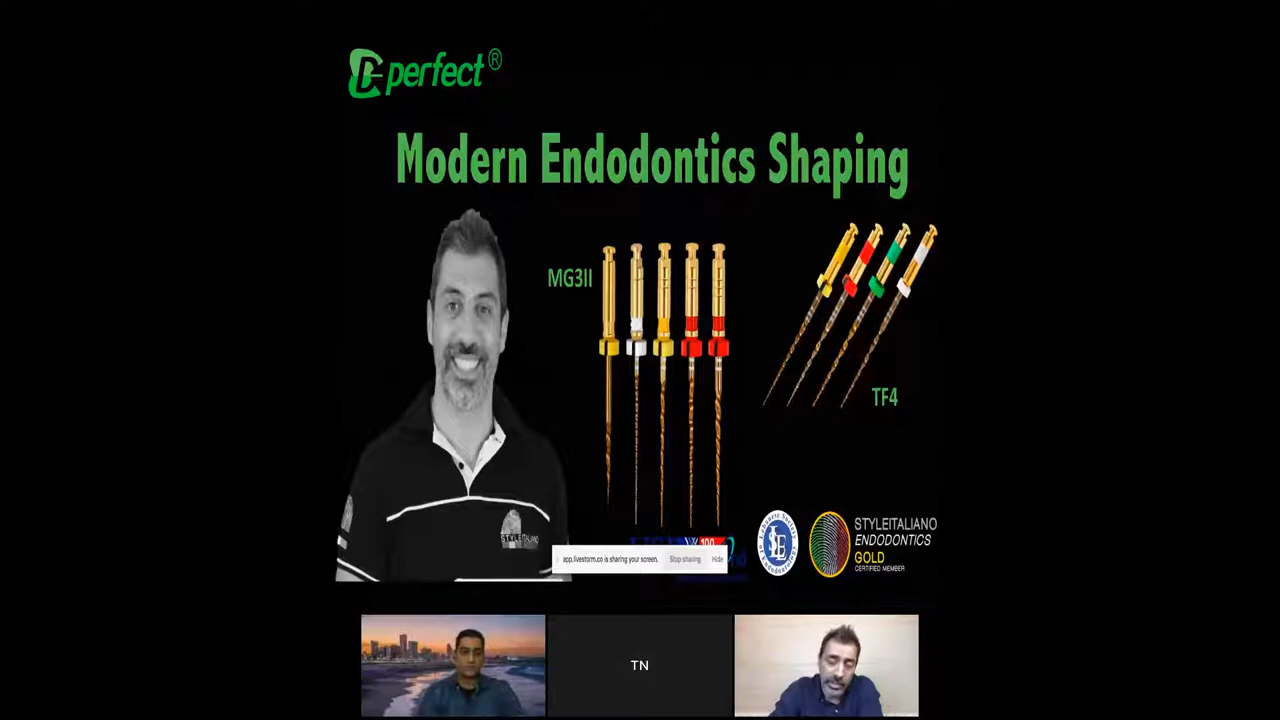 perfect®
Modern Endodontics Shaping
MG3II
TF4
STYLEITALIANO
ENDODONTICS
GOLD
CERTIFIED MEMBER
100
app.livestorm.co is sharing your screen. Stop sharing Hide
TN